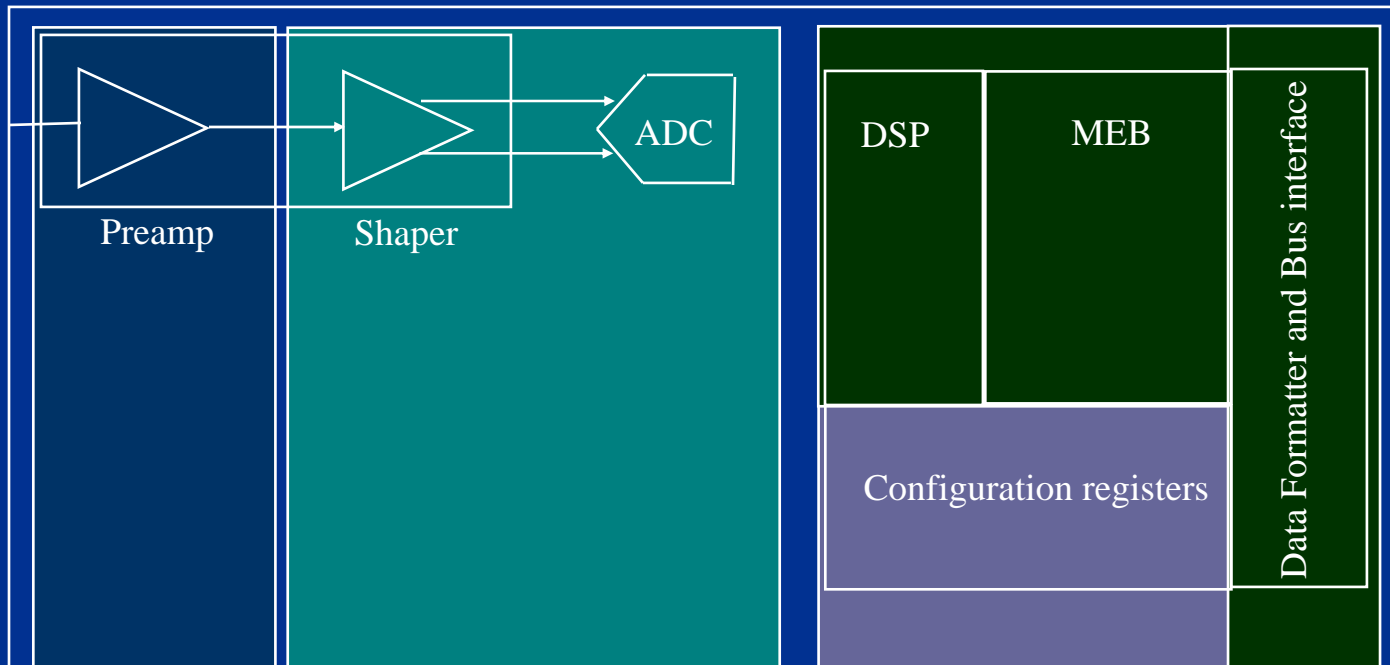 Preamp
Shaper
ADC
DSP
MEB
Configuration registers
Data Formatter and Bus interface